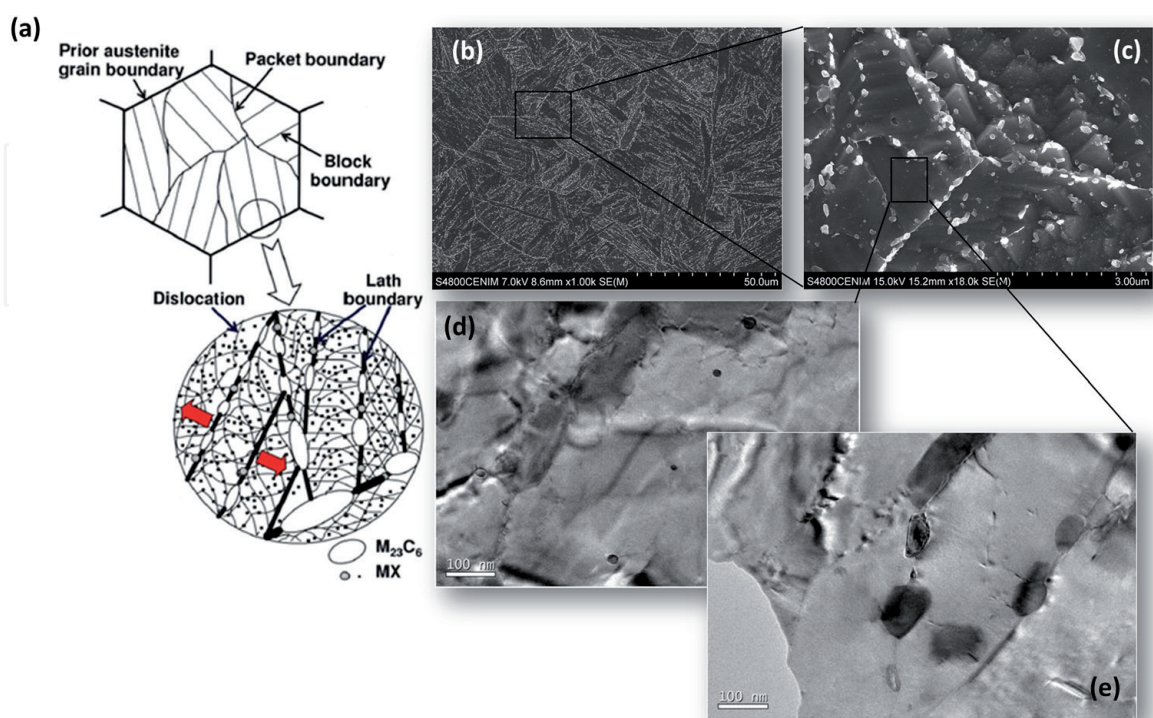 (a)
Prior austenite
grain boundary
Packet boundary
Block
boundary
Dislocation
Lath
boundary
M₂₃C₆
MX
(b)
S4800CENIM 7.0kV 8.6mm x1.00k SE(M)
50.0um
(c)
S4800CENIM 15.0kV 15.2mm x18.0k SE(M)
3.00um
(d)
100 nm
(e)
100 nm